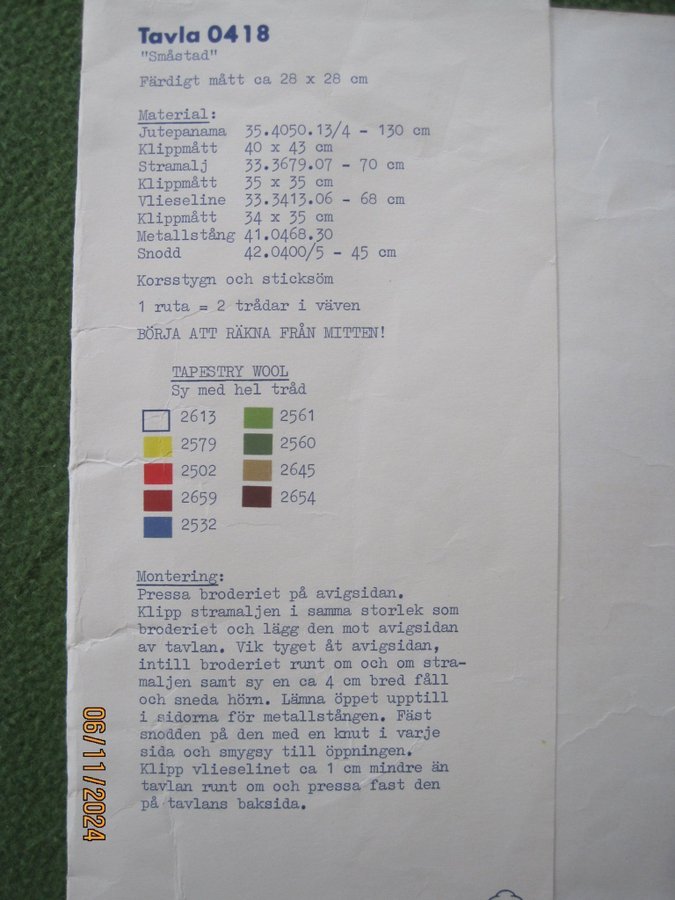 Tavla 0418
"Småstad"
Färdigt mått ca 28 x 28 cm
Material:
Jutepanama 35.4050.13/4 - 130 cm
Klippmått 40 x 43 cm
Stramalj 33.3679.07 - 70 cm
Klippmått 35 x 35 cm
Vlieseline 33.3413.06 - 68 cm
Klippmått 34 x 35 cm
Metallstång 41.0468.30
Snodd 42.0400/5 - 45 cm
Korsstygn och sticksöm
1 ruta = 2 trådar i väven
BÖRJA ATT RÄKNA FRÅN MITTEN!
TAPESTRY WOOL
Sy med hel tråd
2613 2561
2579 2560
2502 2645
2659 2654
2532
Montering:
Pressa broderiet på avigsidan.
Klipp stramaljen i samma storlek som
broderiet och lägg den mot avigsidan
av tavlan. Vik tyget åt avigsidan,
intill broderiet runt om och om stra-
maljen samt sy en ca 4 cm bred fåll
och sneda hörn. Lämna öppet upptill
i sidorna för metallstången. Fäst
snodden på den med en knut i varje
sida och smygsy till öppningen.
Klipp vlieselinet ca 1 cm mindre än
tavlan runt om och pressa fast den
på tavlans baksida.
06/11/2024